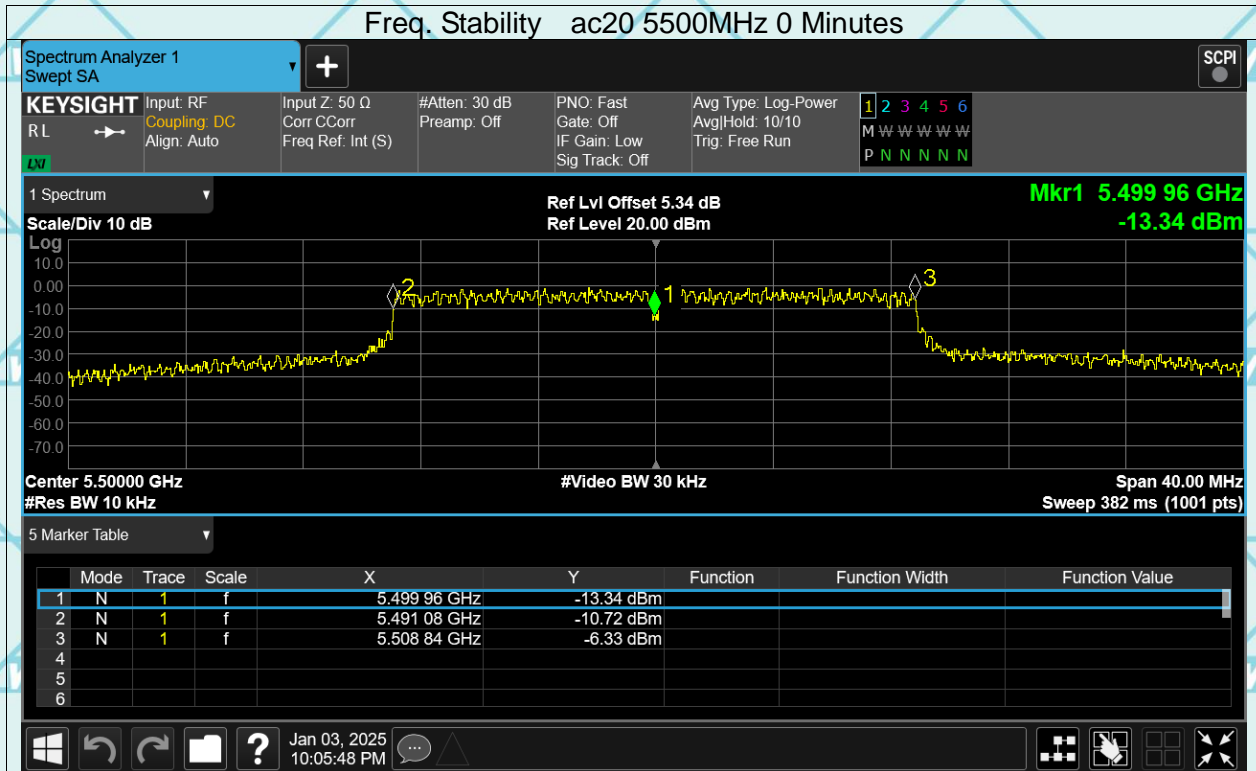 Freq. Stability ac20 5500MHz 0 Minutes
Spectrum Analyzer 1
Swept SA
+
SCPI
KEYSIGHT Input: RF Input Z: 50 Ω #Atten: 30 dB PNO: Fast Avg Type: Log-Power 1 2 3 4 5 6
R L Coupling: DC Corr CCorr Preamp: Off Gate: Off Avg|Hold: 10/10 M W W W W W
Align: Auto Freq Ref: Int (S) IF Gain: Low Trig: Free Run
LXI Sig Track: Off P N N N N N
1 Spectrum Ref Lvl Offset 5.34 dB Mkr1 5.499 96 GHz
Scale/Div 10 dB Ref Level 20.00 dBm -13.34 dBm
Log
10.0
0.00
-10.0
-20.0
-30.0
-40.0
-50.0
-60.0
-70.0
2
1
3
Center 5.50000 GHz #Video BW 30 kHz Span 40.00 MHz
#Res BW 10 kHz Sweep 382 ms (1001 pts)
5 Marker Table
Mode Trace Scale X Y Function Function Width Function Value
1 N 1 f 5.499 96 GHz -13.34 dBm
2 N 1 f 5.491 08 GHz -10.72 dBm
3 N 1 f 5.508 84 GHz -6.33 dBm
4
5
6
? Jan 03, 2025
10:05:48 PM